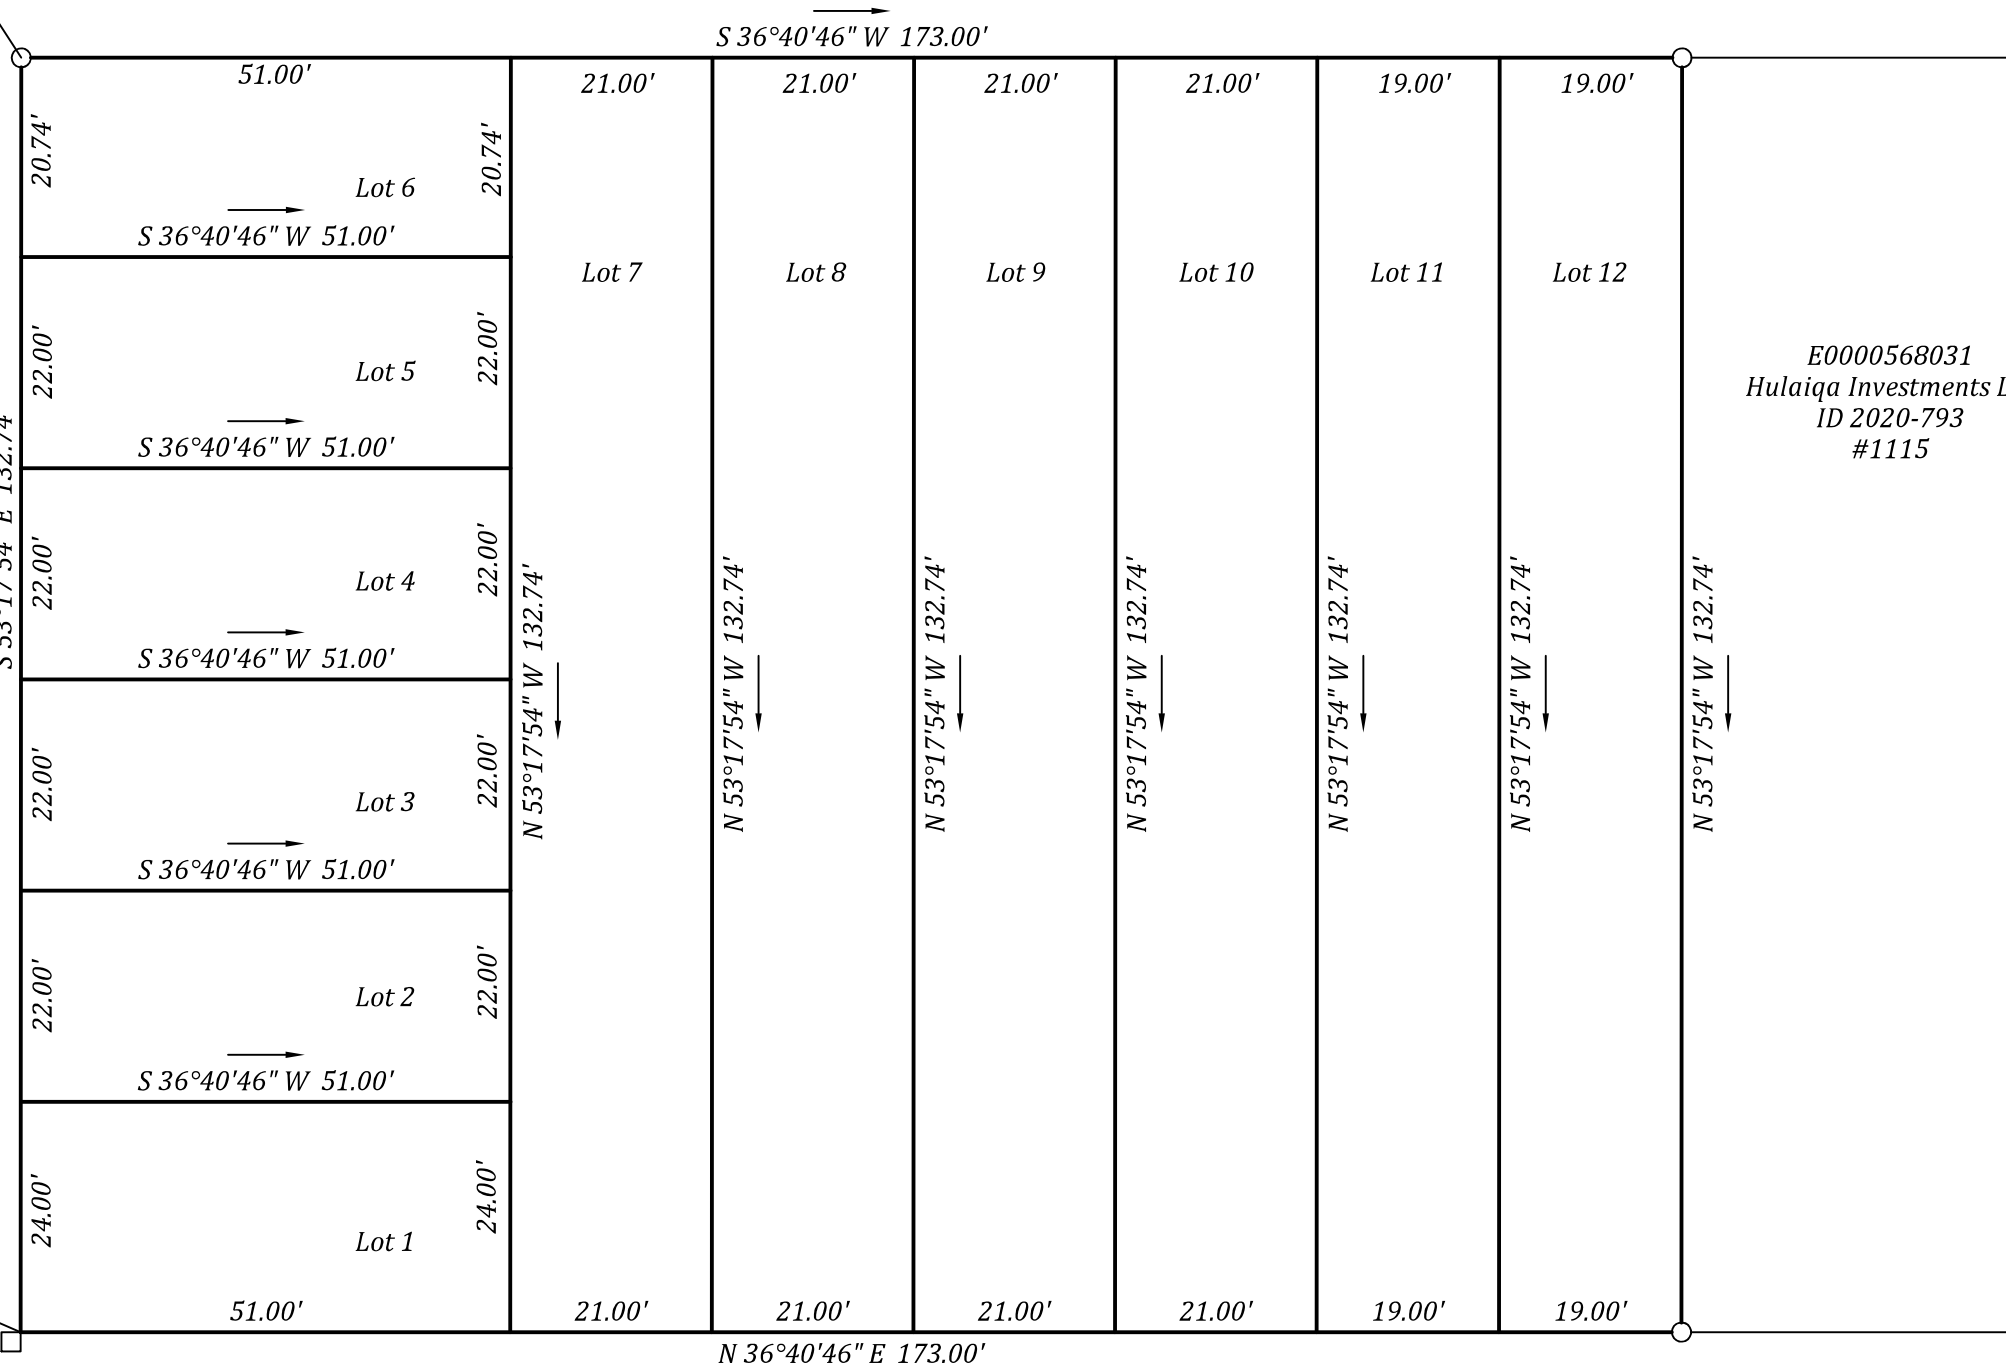 S 36°40'46" W 173.00'
51.00'
21.00'
21.00'
21.00'
21.00'
19.00'
19.00'
20.74'
20.74'
Lot 6
S 36°40'46" W 51.00'
Lot 7
Lot 8
Lot 9
Lot 10
Lot 11
Lot 12
22.00'
22.00'
Lot 5
S 36°40'46" W 51.00'
E0000568031
Hulaiqa Investments
ID 2020-793
#1115
S 53°17'54" E 132.74'
22.00'
22.00'
Lot 4
S 36°40'46" W 51.00'
N 53°17'54" W 132.74'
N 53°17'54" W 132.74'
N 53°17'54" W 132.74'
N 53°17'54" W 132.74'
N 53°17'54" W 132.74'
N 53°17'54" W 132.74'
N 53°17'54" W 132.74'
22.00'
22.00'
Lot 3
S 36°40'46" W 51.00'
22.00'
22.00'
Lot 2
S 36°40'46" W 51.00'
24.00'
24.00'
Lot 1
51.00'
21.00'
21.00'
21.00'
21.00'
19.00'
19.00'
N 36°40'46" E 173.00'